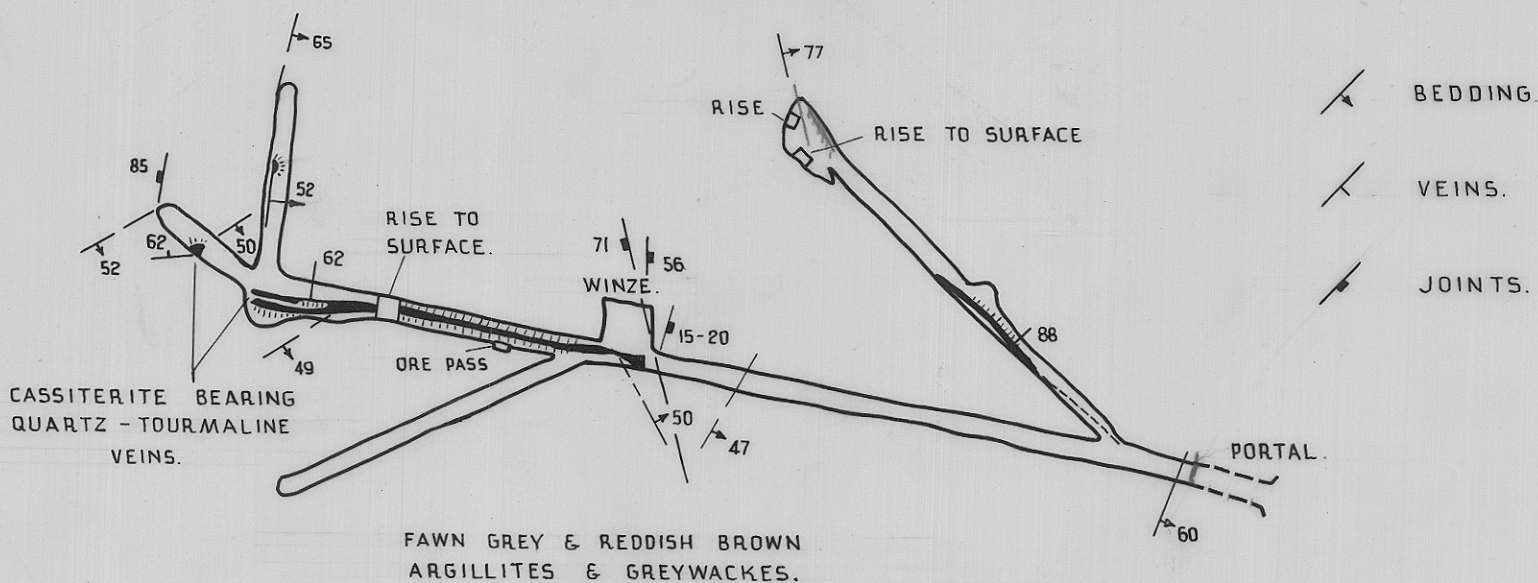 65
77
RISE
RISE TO SURFACE
BEDDING.
85
52
RISE TO
SURFACE.
VEINS.
50
62
52
62
71
56.
WINZE.
JOINTS.
15-20
88
49
ORE PASS
CASSITERITE BEARING
QUARTZ - TOURMALINE
VEINS.
50
47
PORTAL.
60
FAWN GREY & REDDISH BROWN
ARGILLITES & GREYWACKES.